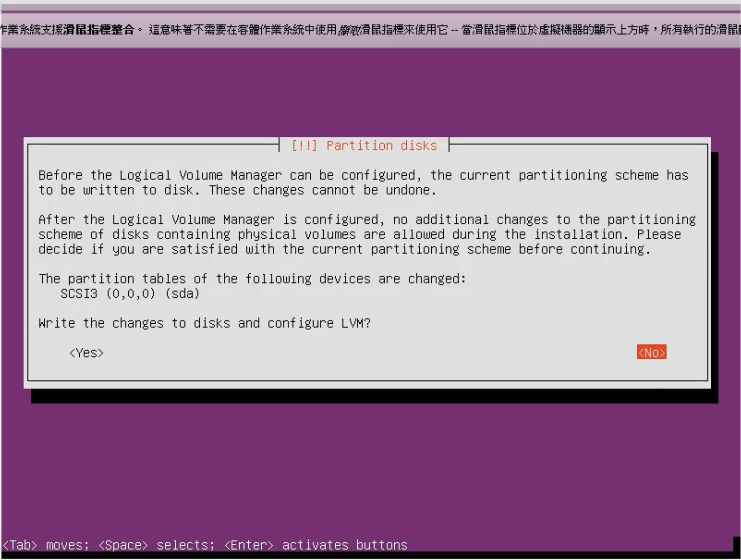 作業系統支援滑鼠指標整合。 這意味著不需要在客體作業系統中使用擷取滑鼠指標來使用它 -- 當滑鼠指標位於虛擬機器的顯示上方時,所有執行的滑鼠
[!!] Partition disks
Before the Logical Volume Manager can be configured, the current partitioning scheme has
to be written to disk. These changes cannot be undone.
After the Logical Volume Manager is configured, no additional changes to the partitioning
scheme of disks containing physical volumes are allowed during the installation. Please
decide if you are satisfied with the current partitioning scheme before continuing.
The partition tables of the following devices are changed:
SCSI3 (0,0,0) (sda)
Write the changes to disks and configure LVM?
<Yes> <No>
<Tab> moves; <Space> selects; <Enter> activates buttons